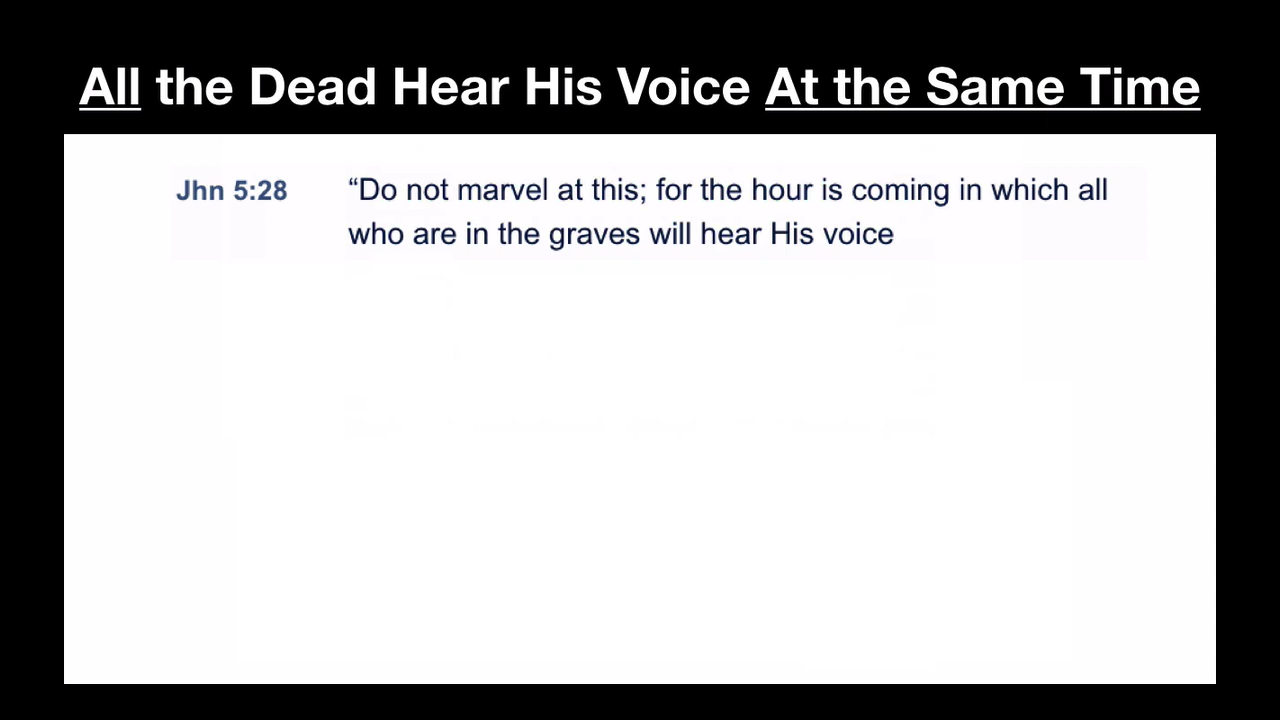 All the Dead Hear His Voice At the Same Time
Jhn 5:28 “Do not marvel at this; for the hour is coming in which all
who are in the graves will hear His voice